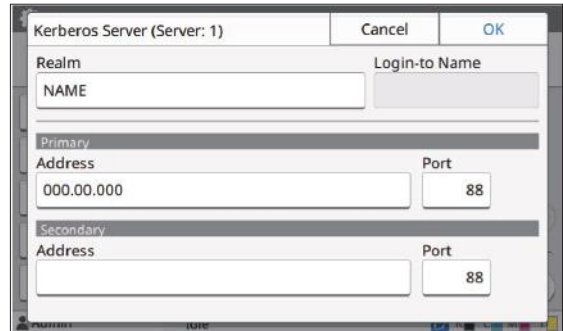 Kerberos Server (Server: 1) Cancel OK
Realm Login-to Name
NAME
Primary
Address Port
000.00.000 88
Secondary
Address Port
88
Admin Idle